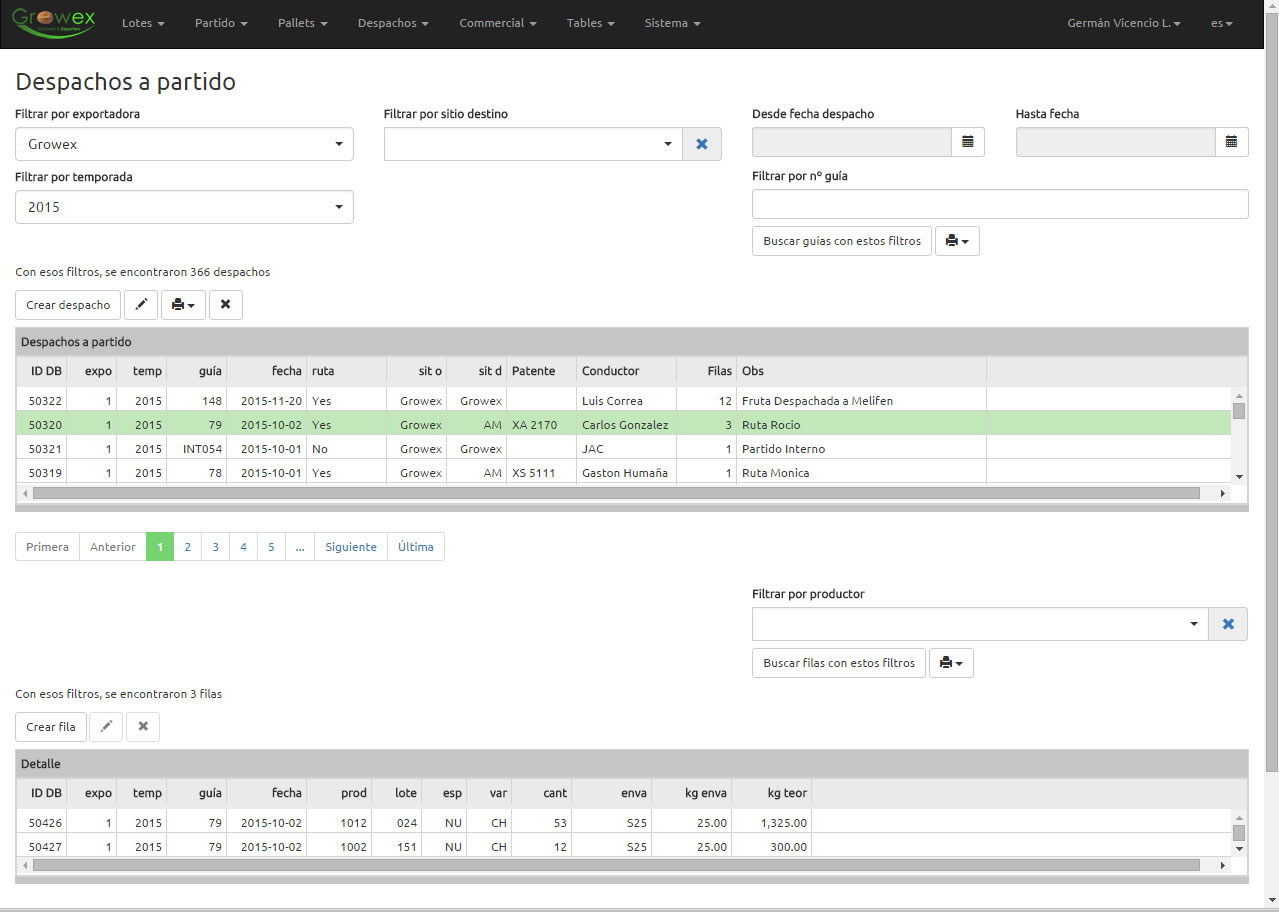 Growex
Lotes Partido Pallets Despachos Commercial Tables Sistema Germán Vicencio L. es
Despachos a partido
Filtrar por exportadora Filtrar por sitio destino Desde fecha despacho Hasta fecha
Growex
Filtrar por temporada Filtrar por nº guía
2015
Buscar guias con estos filtros
Con esos filtros, se encontraron 366 despachos
Crear despacho
Despachos a partido
ID DB expo temp guía fecha ruta sit o sit d Patente Conductor Filas Obs
50322 1 2015 148 2015-11-20 Yes Growex Growex Luis Correa 12 Fruta Despachada a Melifen
50320 1 2015 79 2015-10-02 Yes Growex AM XA 2170 Carlos Gonzalez 3 Ruta Rocio
50321 1 2015 INT054 2015-10-01 No Growex Growex JAC 1 Partido Interno
50319 1 2015 78 2015-10-01 Yes Growex AM XS 5111 Gaston Humaña 1 Ruta Monica
Primera Anterior 1 2 3 4 5 ... Siguiente Última
Filtrar por productor
Buscar filas con estos filtros
Con esos filtros, se encontraron 3 filas
Crear fila
Detalle
ID DB expo temp guía fecha prod lote esp var cant enva kg enva kg teor
50426 1 2015 79 2015-10-02 1012 024 NU CH 53 S25 25.00 1,325.00
50427 1 2015 79 2015-10-02 1002 151 NU CH 12 S25 25.00 300.00